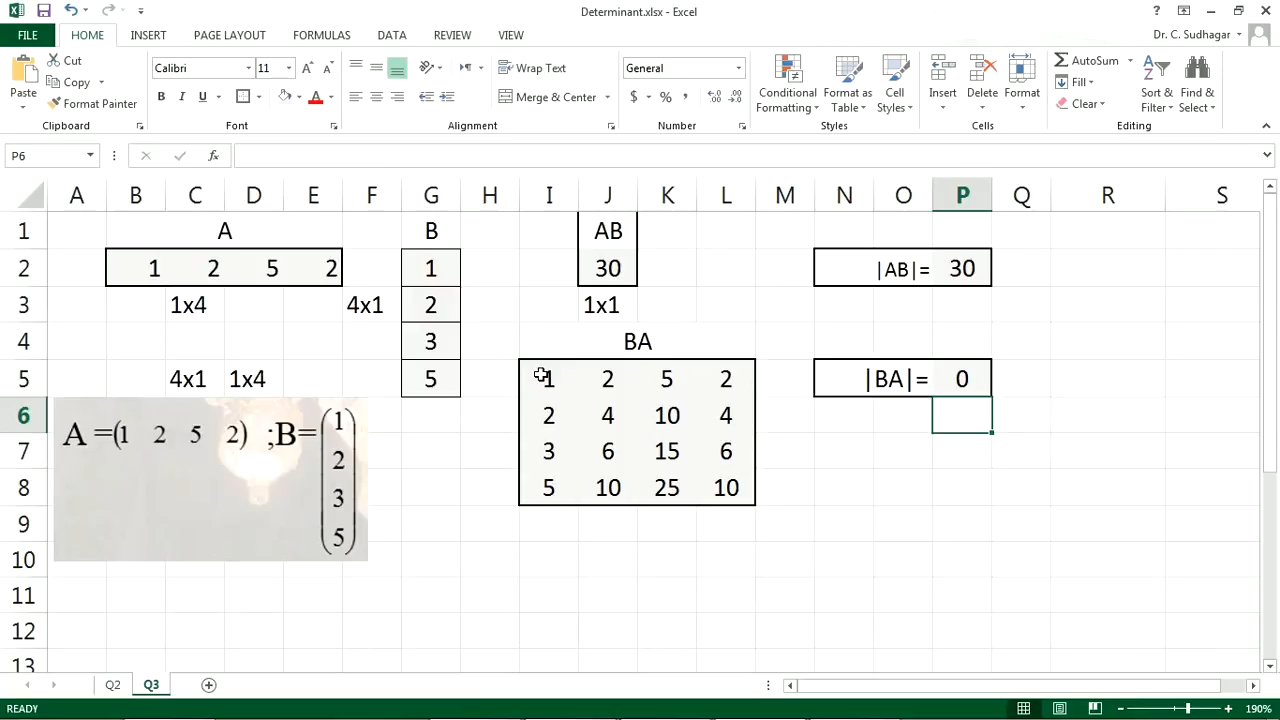 Determinant.xlsx - Excel
FILE HOME INSERT PAGE LAYOUT FORMULAS DATA REVIEW VIEW Dr. C. Sudhagar
Paste Cut Copy Format Painter Clipboard
Calibri 11 B I U A Font
Wrap Text Merge & Center Alignment
General $ % , Number
Conditional Formatting Format as Table Cell Styles Styles
Insert Delete Format Cells
AutoSum Fill Clear Sort & Filter Find & Select Editing
P6 fx
A B C D E F G H I J K L M N O P Q R S
1 A B AB
2 1 2 5 2 1 30 |AB|= 30
3 1x4 4x1 2 1x1
4 3 BA
5 4x1 1x4 5 1 2 5 2 |BA|= 0
6 2 4 10 4
7 3 6 15 6
8 5 10 25 10
9
10
11
12
13
A =(1 2 5 2) ;B=(1
2
3
5)
Q2 Q3
READY 190%